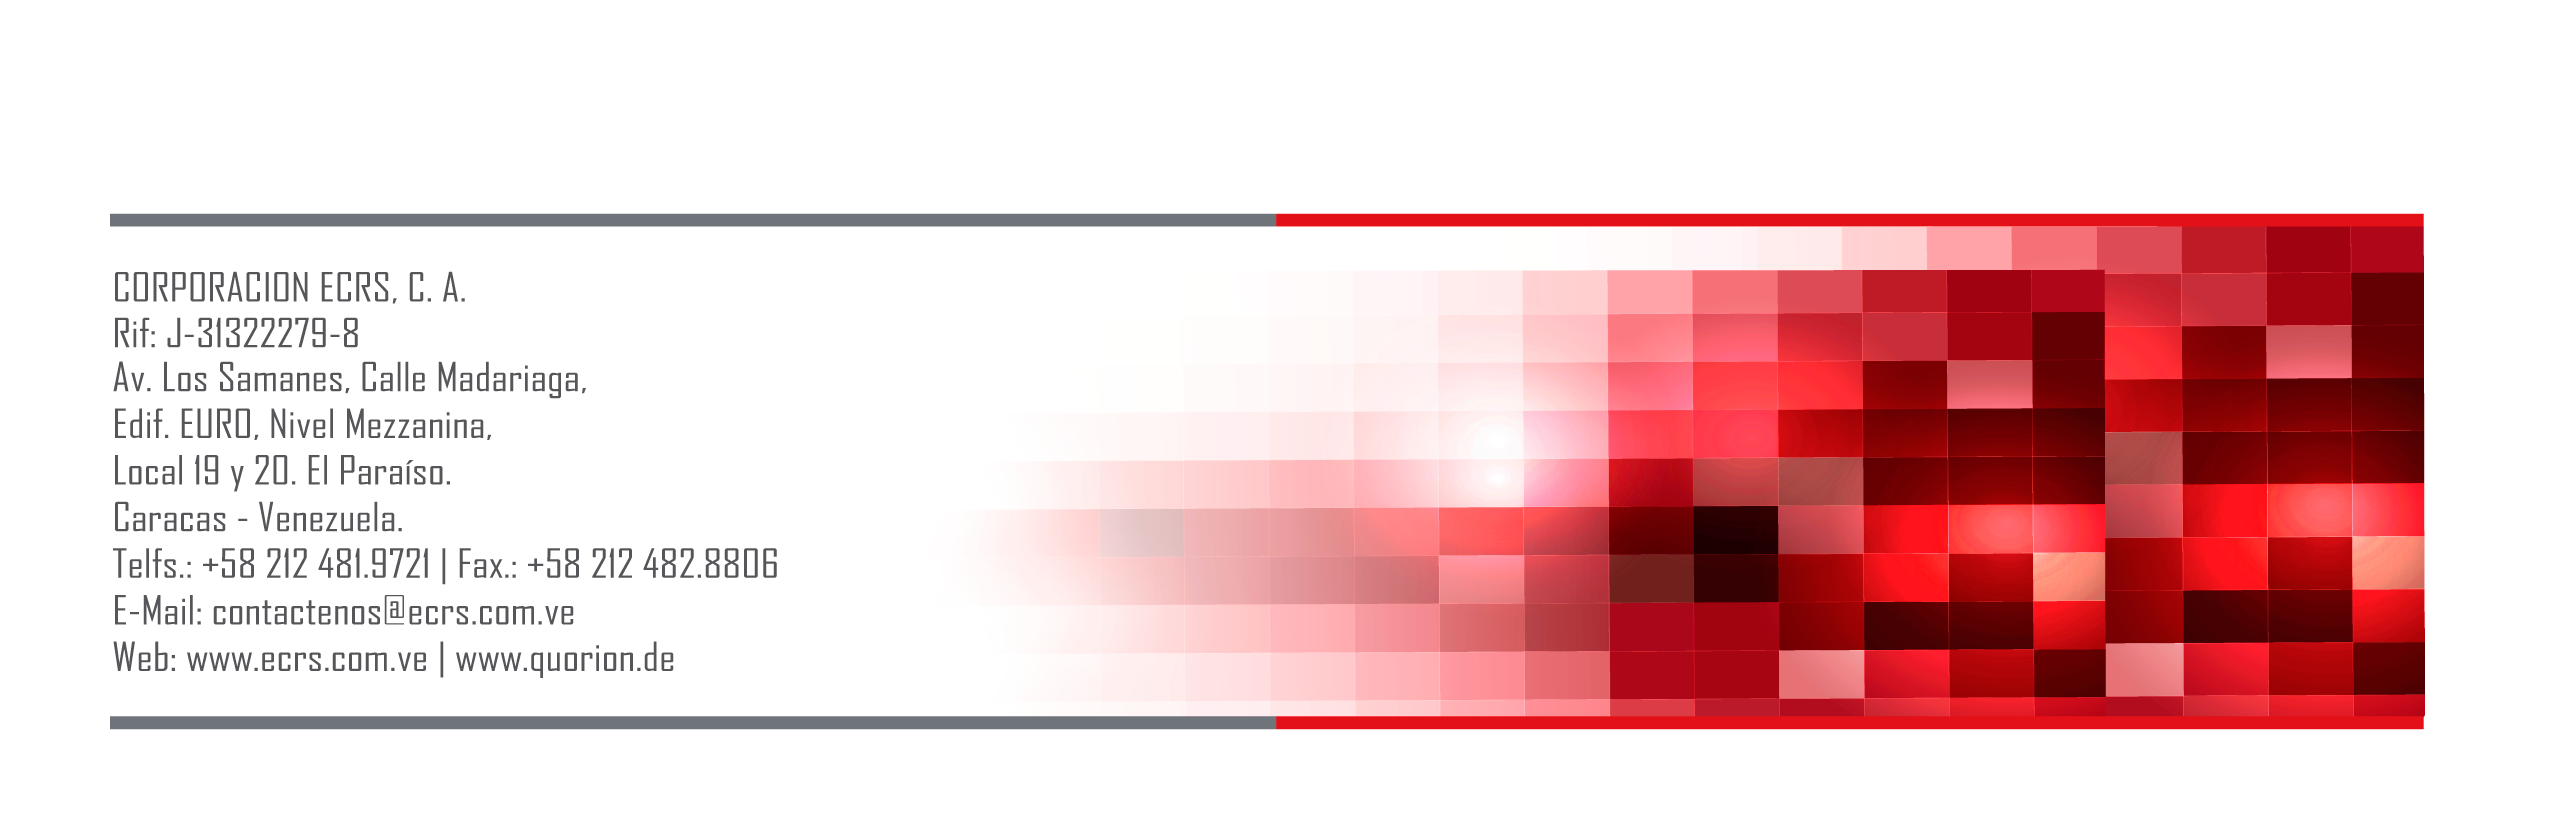 CORPORACION ECRS, C. A.
Rif: J-31322279-8
Av. Los Samanes, Calle Madariaga,
Edif. EURO, Nivel Mezzanina,
Local 19 y 20. El Paraíso.
Caracas - Venezuela.
Telfs.: +58 212 481.9721 | Fax.: +58 212 482.8806
E-Mail: contactenos@ecrs.com.ve
Web: www.ecrs.com.ve | www.quorion.de